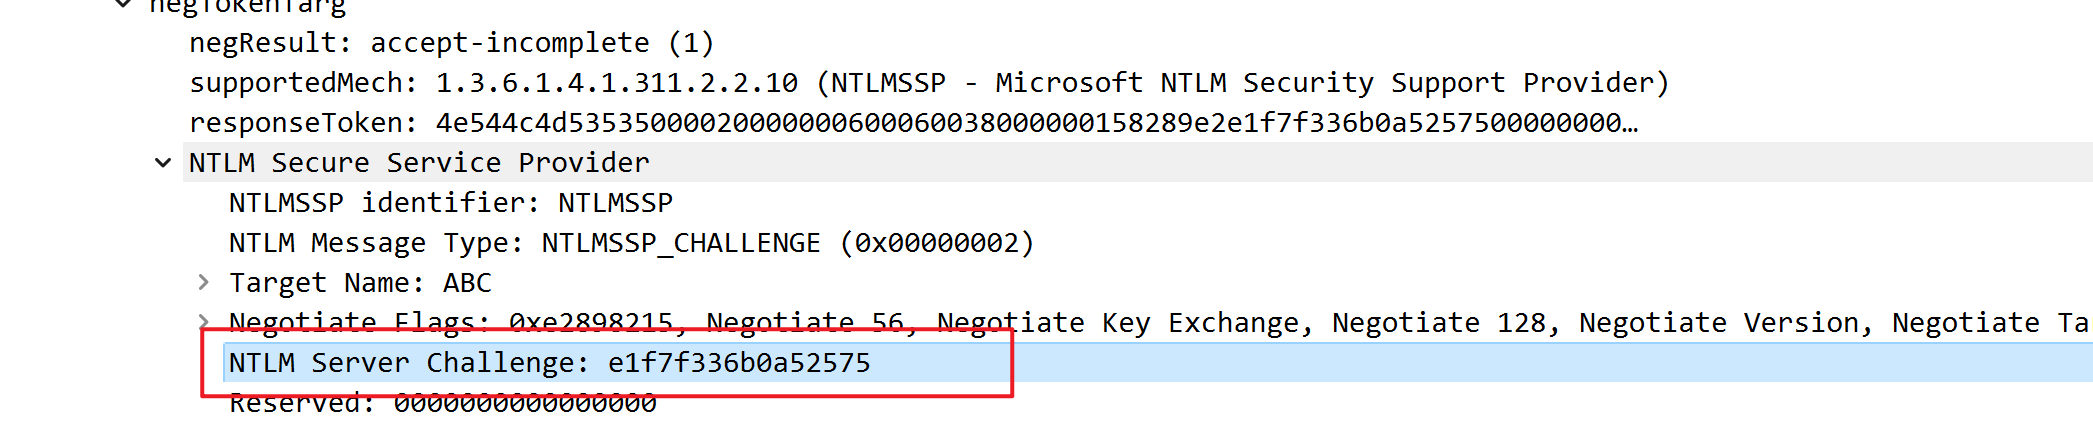 negTokenTarg
negResult: accept-incomplete (1)
supportedMech: 1.3.6.1.4.1.311.2.2.10 (NTLMSSP - Microsoft NTLM Security Support Provider)
responseToken: 4e544c4d53535000020000000600060038000000158289e2e1f7f336b0a5257500000000…
NTLM Secure Service Provider
NTLMSSP identifier: NTLMSSP
NTLM Message Type: NTLMSSP_CHALLENGE (0x00000002)
Target Name: ABC
Negotiate Flags: 0xe2898215, Negotiate 56, Negotiate Key Exchange, Negotiate 128, Negotiate Version, Negotiate Ta
NTLM Server Challenge: e1f7f336b0a52575
Reserved: 0000000000000000